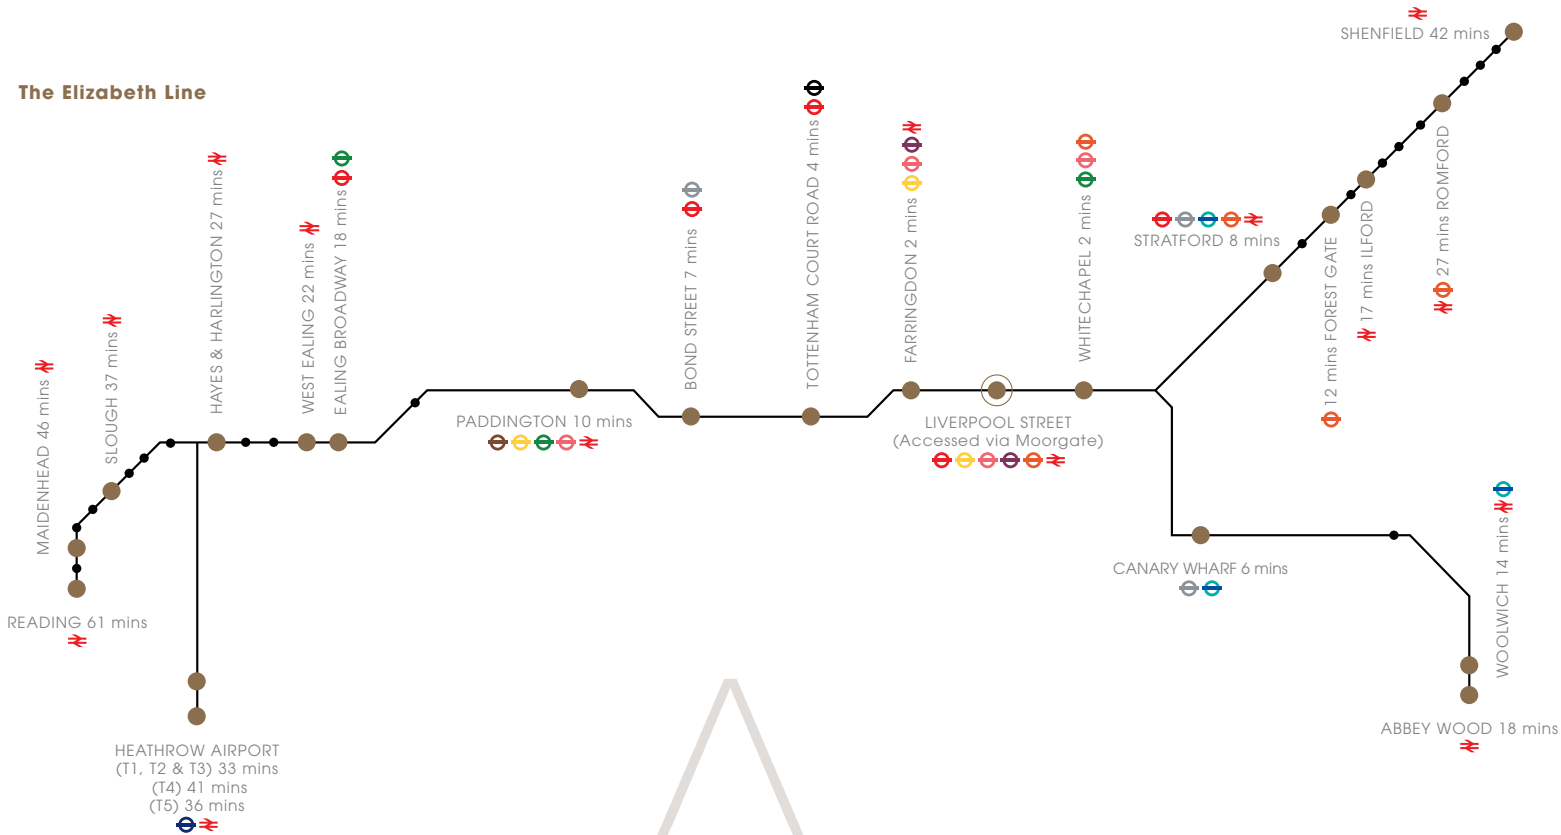 The Elizabeth Line
MAIDENHEAD 46 mins
SLOUGH 37 mins
HAYES & HARLINGTON 27 mins
WEST EALING 22 mins
EALING BROADWAY 18 mins
PADDINGTON 10 mins
BOND STREET 7 mins
TOTTENHAM COURT ROAD 4 mins
FARRINGDON 2 mins
LIVERPOOL STREET
(Accessed via Moorgate)
WHITECHAPEL 2 mins
STRATFORD 8 mins
12 mins FOREST GATE
17 mins ILFORD
27 mins ROMFORD
SHENFIELD 42 mins
CANARY WHARF 6 mins
WOOLWICH 14 mins
ABBEY WOOD 18 mins
READING 61 mins
HEATHROW AIRPORT
(T1, T2 & T3) 33 mins
(T4) 41 mins
(T5) 36 mins